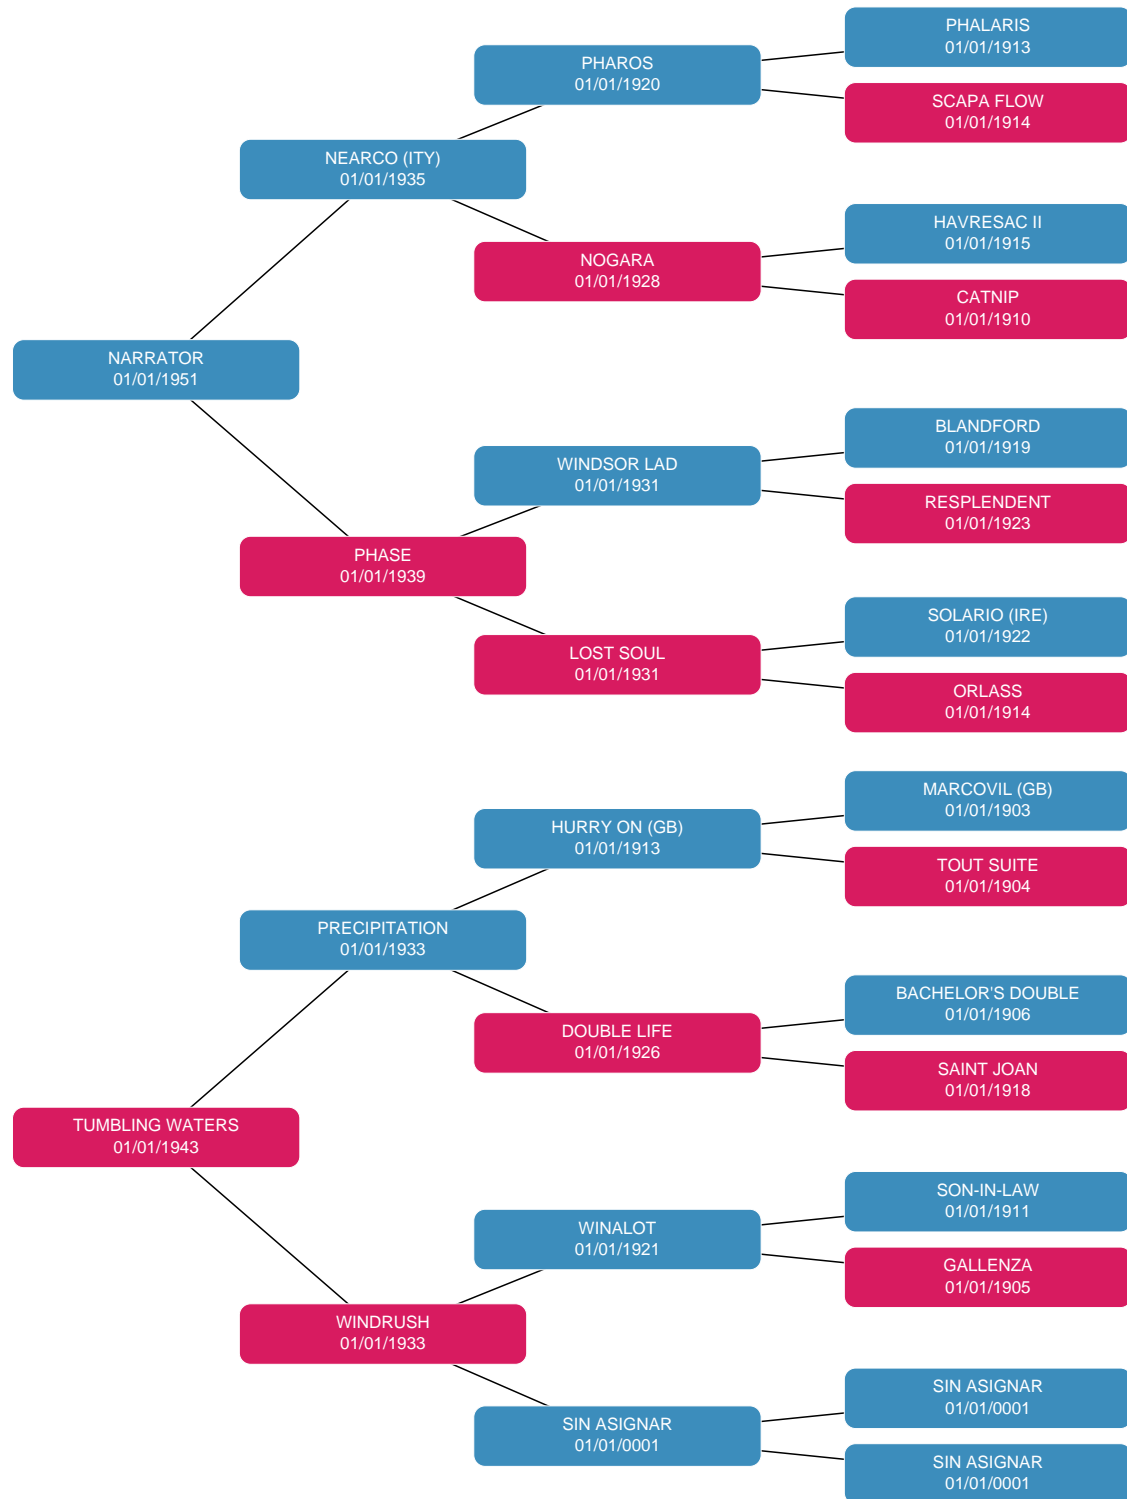 PHALARIS
01/01/1913
PHAROS
01/01/1920
SCAPA FLOW
01/01/1914
NEARCO (ITY)
01/01/1935
HAVRESAC II
01/01/1915
NOGARA
01/01/1928
CATNIP
01/01/1910
NARRATOR
01/01/1951
BLANDFORD
01/01/1919
WINDSOR LAD
01/01/1931
RESPLENDENT
01/01/1923
PHASE
01/01/1939
SOLARIO (IRE)
01/01/1922
LOST SOUL
01/01/1931
ORLASS
01/01/1914
MARCOVIL (GB)
01/01/1903
HURRY ON (GB)
01/01/1913
TOUT SUITE
01/01/1904
PRECIPITATION
01/01/1933
BACHELOR'S DOUBLE
01/01/1906
DOUBLE LIFE
01/01/1926
SAINT JOAN
01/01/1918
TUMBLING WATERS
01/01/1943
SON-IN-LAW
01/01/1911
WINALOT
01/01/1921
GALLENZA
01/01/1905
WINDRUSH
01/01/1933
SIN ASIGNAR
01/01/0001
SIN ASIGNAR
01/01/0001
SIN ASIGNAR
01/01/0001